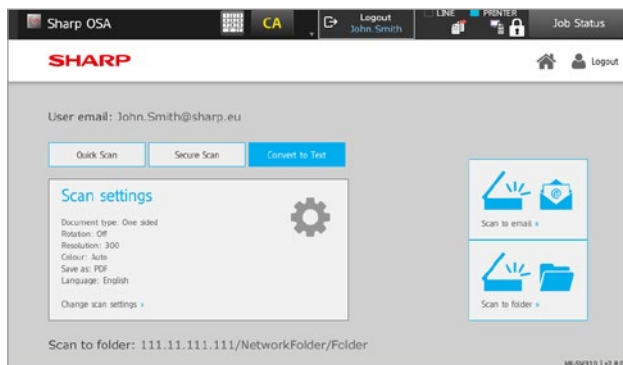 Sharp OSA
CA
Logout
John.Smith
LINE
PRINTER
Job Status
SHARP
Logout
User email: John.Smith@sharp.eu
Quick Scan
Secure Scan
Convert to Text
Scan settings
Document type: One sided
Rotation: Off
Resolution: 300
Colour: Auto
Save as: PDF
Language: English
Change scan settings »
Scan to email »
Scan to folder »
Scan to folder: 111.11.111.111/NetworkFolder/Folder